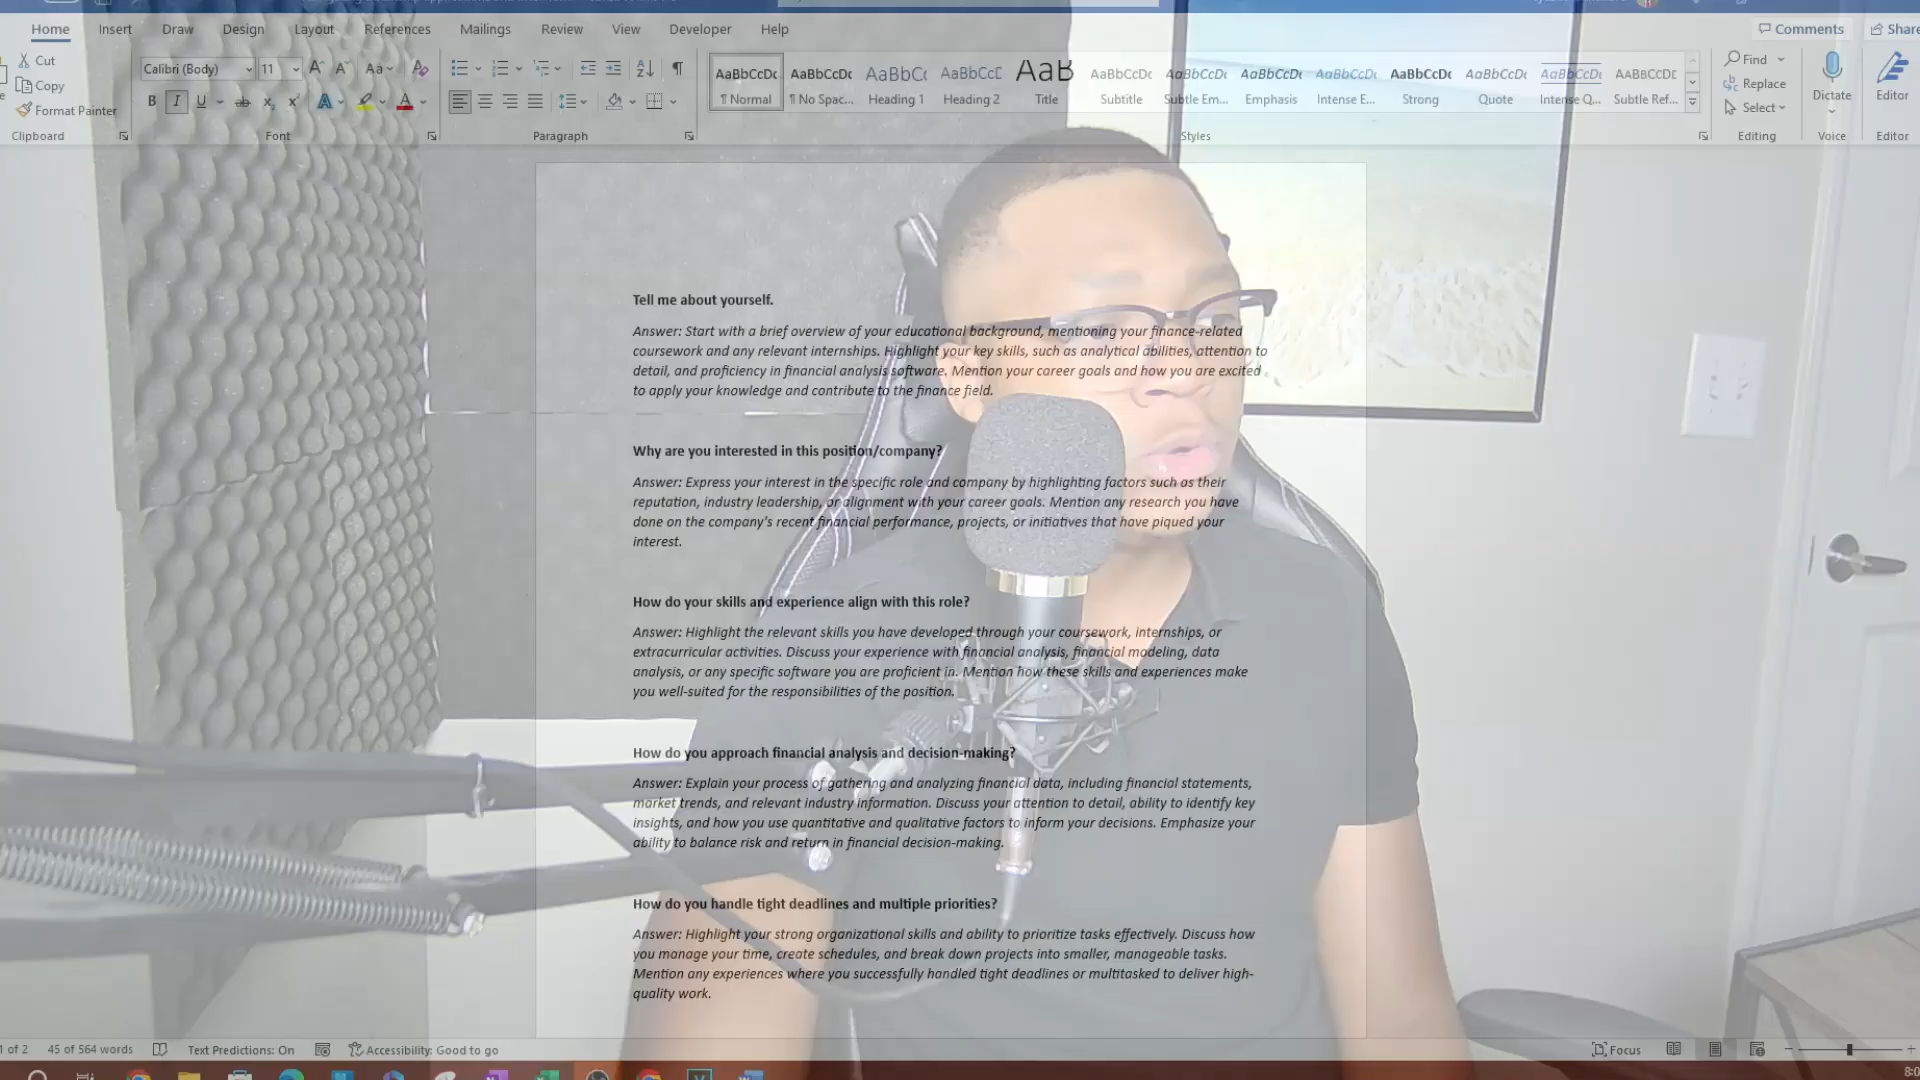 Home Insert Draw Design Layout References Mailings Review View Developer Help Comments Share
Cut Calibri (Body) 11 Aa Find
Copy Replace
Format Painter Select
AaBbCcDc AaBbCcDc AaBbCc AaBbCcD AaB AaBbCcDc AaBbCcDc AaBbCcDc AaBbCcDc AaBbCcDc AaBbCcDc AaBbCcDc AaBbCcDc Dictate Editor
¶ Normal ¶ No Spac... Heading 1 Heading 2 Title Subtitle Subtle Em... Emphasis Intense E... Strong Quote Intense Q... Subtle Ref...
Clipboard Font Paragraph Styles Editing Voice Editor
Tell me about yourself.
Answer: Start with a brief overview of your educational background, mentioning your finance-related
coursework and any relevant internships. Highlight your key skills, such as analytical abilities, attention to
detail, and proficiency in financial analysis software. Mention your career goals and how you are excited
to apply your knowledge and contribute to the finance field.
Why are you interested in this position/company?
Answer: Express your interest in the specific role and company by highlighting factors such as their
reputation, industry leadership, or alignment with your career goals. Mention any research you have
done on the company's recent financial performance, projects, or initiatives that have piqued your
interest.
How do your skills and experience align with this role?
Answer: Highlight the relevant skills you have developed through your coursework, internships, or
extracurricular activities. Discuss your experience with financial analysis, financial modeling, data
analysis, or any specific software you are proficient in. Mention how these skills and experiences make
you well-suited for the responsibilities of the position.
How do you approach financial analysis and decision-making?
Answer: Explain your process of gathering and analyzing financial data, including financial statements,
market trends, and relevant industry information. Discuss your attention to detail, ability to identify key
insights, and how you use quantitative and qualitative factors to inform your decisions. Emphasize your
ability to balance risk and return in financial decision-making.
How do you handle tight deadlines and multiple priorities?
Answer: Highlight your strong organizational skills and ability to prioritize tasks effectively. Discuss how
you manage your time, create schedules, and break down projects into smaller, manageable tasks.
Mention any experiences where you successfully handled tight deadlines or multitasked to deliver high-
quality work.
1 of 2 45 of 564 words Text Predictions: On Accessibility: Good to go Focus